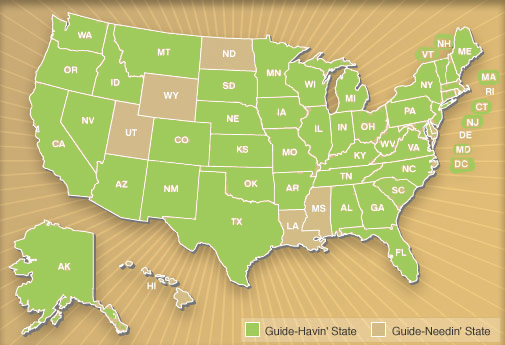 WA
MT
ND
MN
NH
VT
ME
OR
ID
SD
WI
MI
NY
MA
RI
WY
CT
NV
UT
NE
IA
PA
NJ
CA
CO
KS
MO
IL
IN
OH
WV
VA
DE
MD
DC
KY
AZ
NM
OK
AR
TN
NC
SC
TX
LA
MS
AL
GA
FL
AK
HI
Guide-Havin' State
Guide-Needin' State